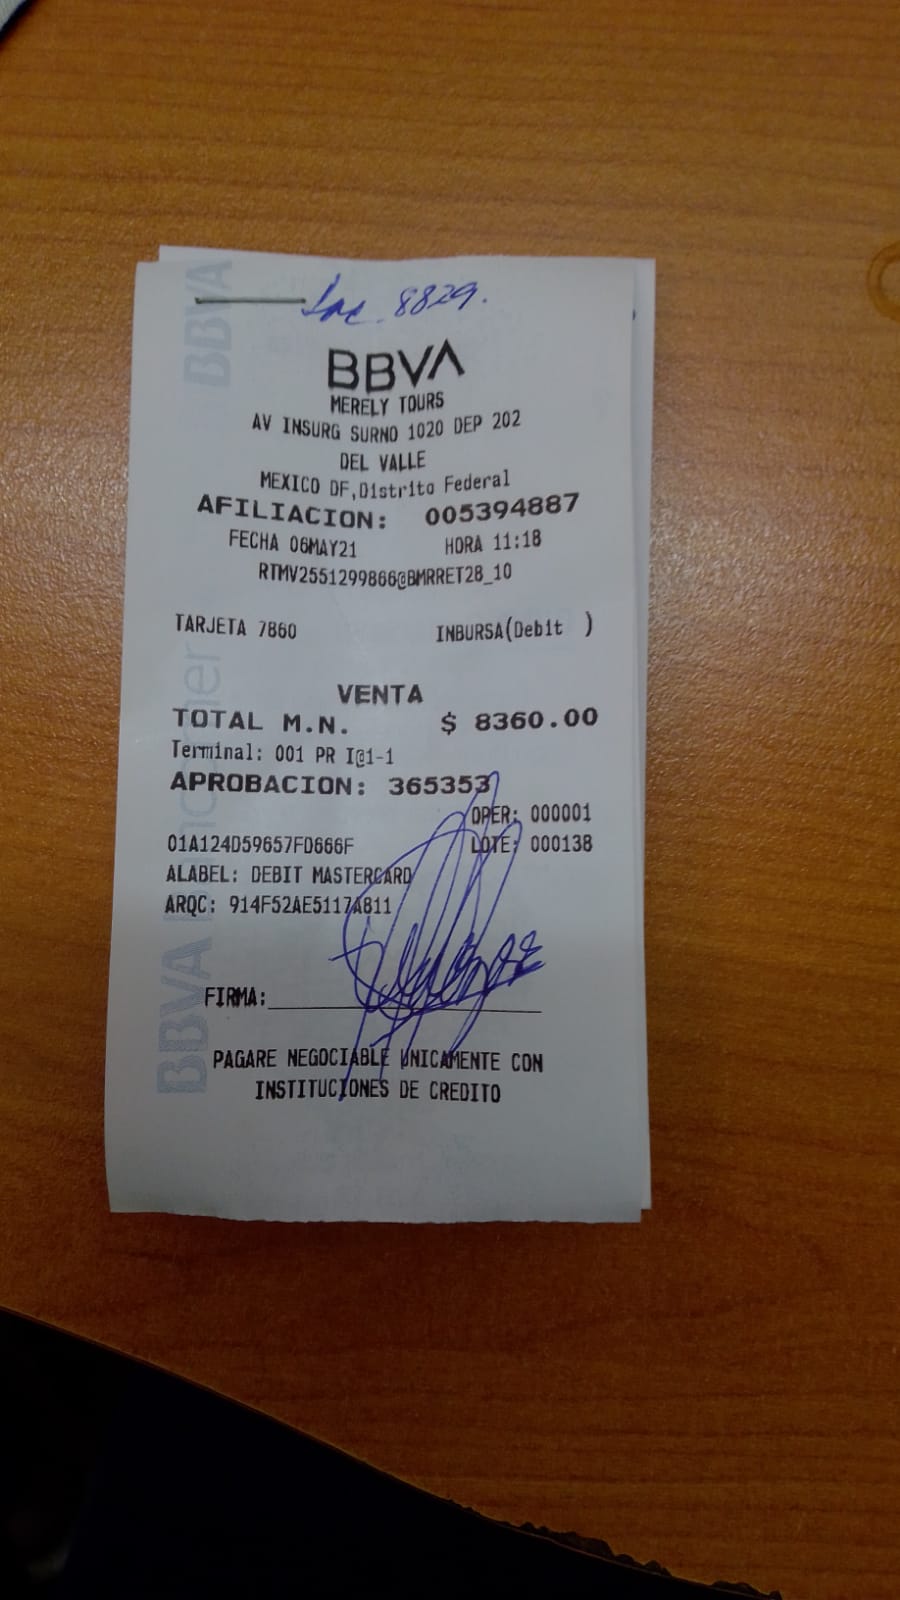 8829.
BBVA
BBVA
MERELY TOURS
AV INSURG SURNO 1020 DEP 202
DEL VALLE
MEXICO DF,Distrito Federal
AFILIACION: 005394887
FECHA 06MAY21 HORA 11:18
RTMV2551299866@BMRRET28_10
TARJETA 7860 INBURSA(Debit )
VENTA
TOTAL M.N. $ 8360.00
Terminal: 001 PR I@1-1
APROBACION: 365353
OPER: 000001
01A124D59657FD666F LOTE: 000138
ALABEL: DEBIT MASTERCARD
ARQC: 914F52AE5117A811
FIRMA:
PAGARE NEGOCIABLE UNICAMENTE CON
INSTITUCIONES DE CREDITO
BBVA Bancomer